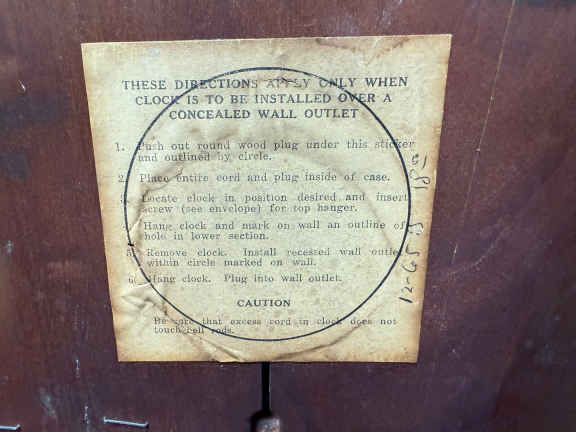 THESE DIRECTIONS APPLY ONLY WHEN
CLOCK IS TO BE INSTALLED OVER A
CONCEALED WALL OUTLET
1. Push out round wood plug under this sticker
and outlined by circle.
2. Place entire cord and plug inside of case.
3. Locate clock in position desired and insert
screw (see envelope) for top hanger.
Hang clock and mark on wall an outline of
hole in lower section.
5. Remove clock. Install recessed wall outlet
within circle marked on wall.
6. Hang clock. Plug into wall outlet.
CAUTION
Be sure that excess cord in clock does not
touch bell rods.
12-65